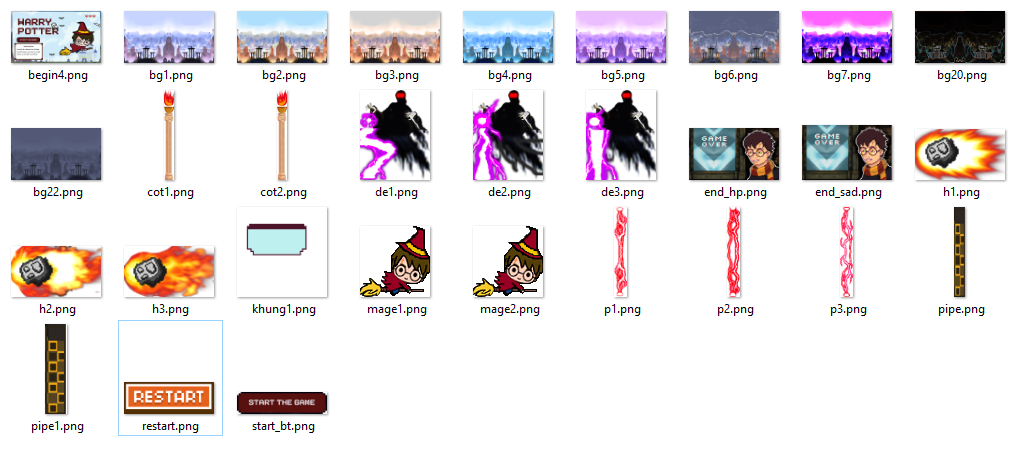 HARRY
POTTER
begin4.png
bg1.png
bg2.png
bg3.png
bg4.png
bg5.png
bg6.png
bg7.png
bg20.png
GAME
OVER
GAME
OVER
bg22.png
cot1.png
cot2.png
de1.png
de2.png
de3.png
end_hp.png
end_sad.png
h1.png
h2.png
h3.png
khung1.png
mage1.png
mage2.png
p1.png
p2.png
p3.png
pipe.png
RESTART
START THE GAME
pipe1.png
restart.png
start_bt.png